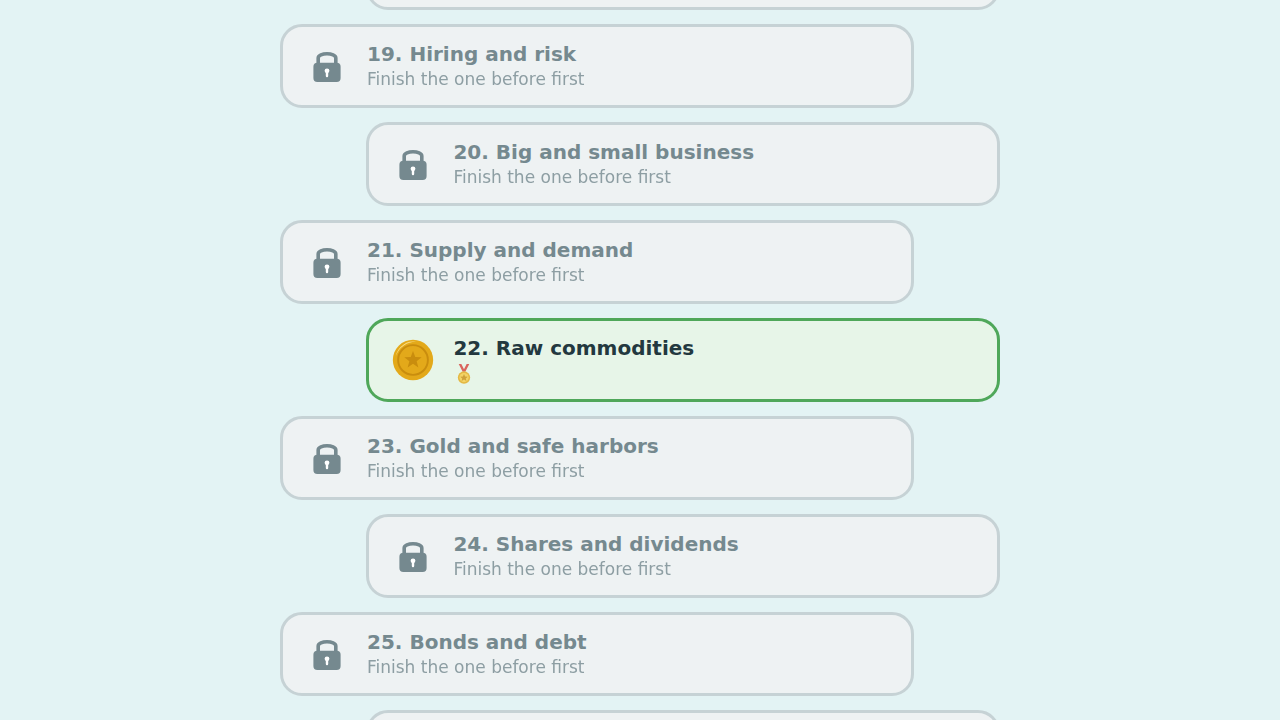 19. Hiring and risk
Finish the one before first
20. Big and small business
Finish the one before first
21. Supply and demand
Finish the one before first
22. Raw commodities
23. Gold and safe harbors
Finish the one before first
24. Shares and dividends
Finish the one before first
25. Bonds and debt
Finish the one before first